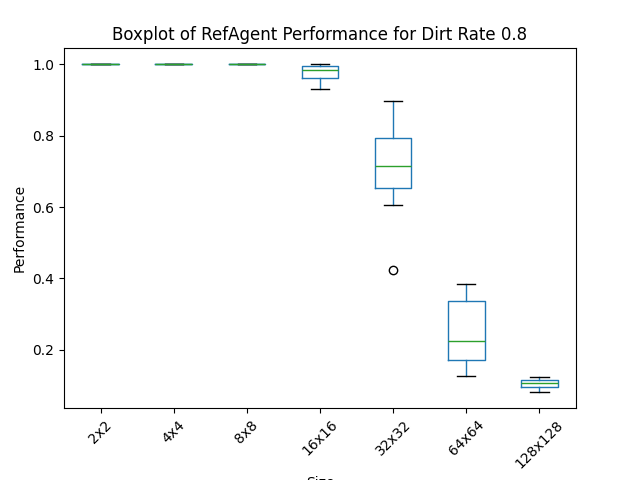 Boxplot of RefAgent Performance for Dirt Rate 0.8
1.0
0.8
0.6
0.4
0.2
Performance
2x2
4x4
8x8
16x16
32x32
64x64
128x128
Size